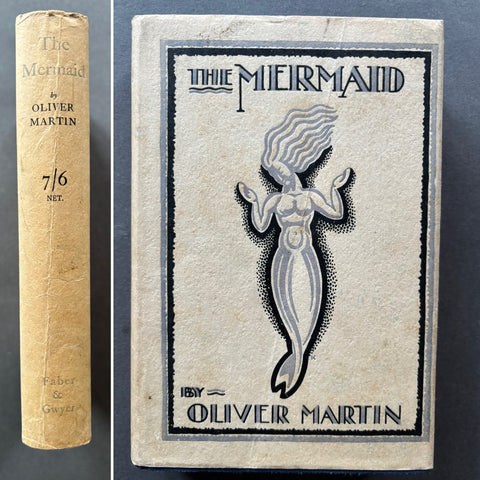 The
Mermaid
by
OLIVER
MARTIN
7/6
NET.
Faber
&
Gwyer
THE MERMAID
BY
OLIVER MARTIN